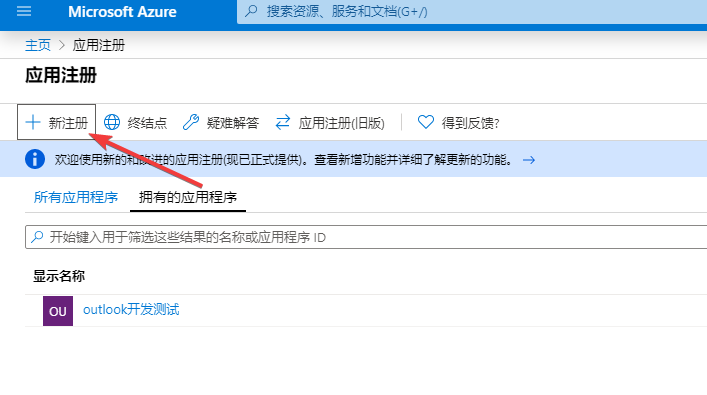 Microsoft Azure
搜索资源、服务和文档(G+/)
主页 > 应用注册
应用注册
新注册 终结点 疑难解答 应用注册(旧版) 得到反馈?
欢迎使用新的和改进的应用注册(现已正式提供)。查看新增功能并详细了解更新的功能。 →
所有应用程序 拥有的应用程序
开始键入用于筛选这些结果的名称或应用程序 ID
显示名称
OU outlook开发测试